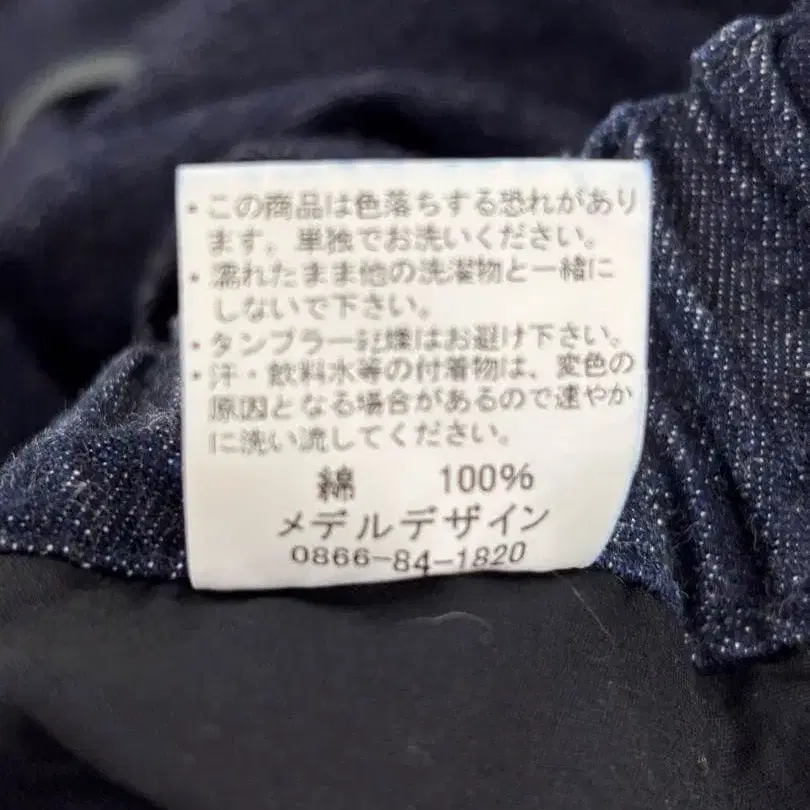 ・この商品は色落ちする恐れがあり
ます。単独でお洗いください。
・濡れたまま他の洗濯物と一緒に
しないで下さい。
・タンブラー乾燥はお避け下さい。
・汗・飲料水等の付着物は、変色の
原因となる場合があるので速やか
に洗い流してください。
綿 100%
メデルデザイン
0866-84-1820